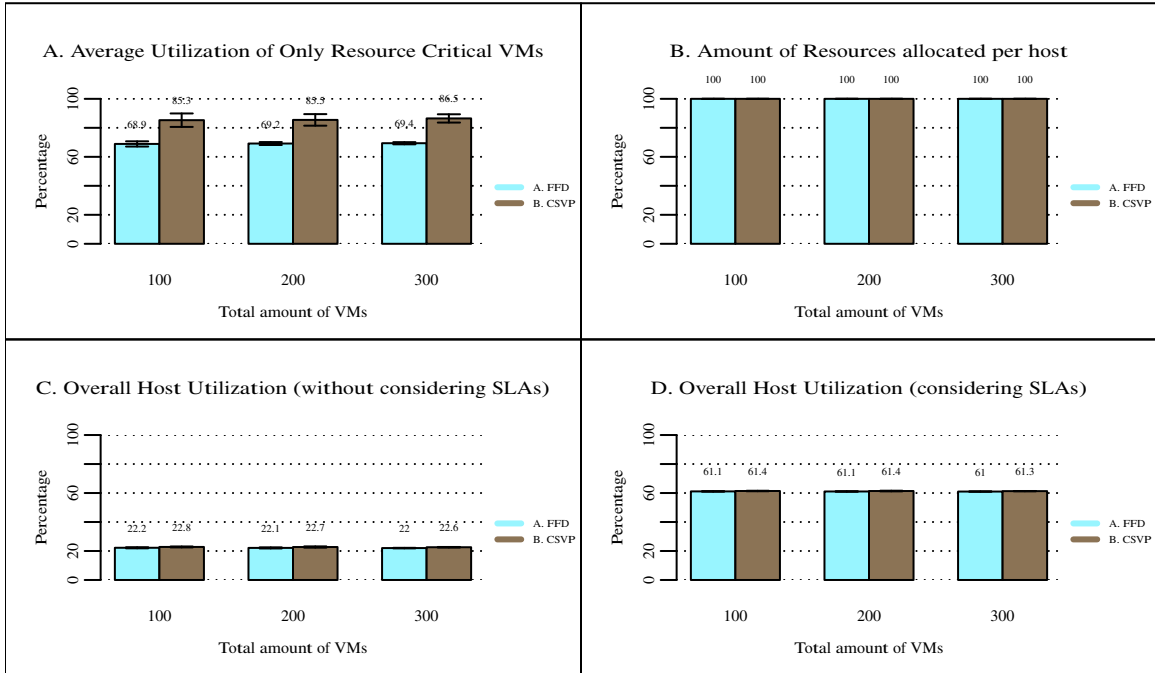 A. Average Utilization of Only Resource Critical VMs
68.9 85.3 69.2 85.5 69.4 86.5
Percentage
0 20 60 100
100 200 300
Total amount of VMs
A. FFD
B. CSVP
B. Amount of Resources allocated per host
100 100 100 100 100 100
Percentage
0 20 60 100
100 200 300
Total amount of VMs
A. FFD
B. CSVP
C. Overall Host Utilization (without considering SLAs)
22.2 22.8 22.1 22.7 22 22.6
Percentage
0 20 60 100
100 200 300
Total amount of VMs
A. FFD
B. CSVP
D. Overall Host Utilization (considering SLAs)
61.1 61.4 61.1 61.4 61 61.3
Percentage
0 20 60 100
100 200 300
Total amount of VMs
A. FFD
B. CSVP